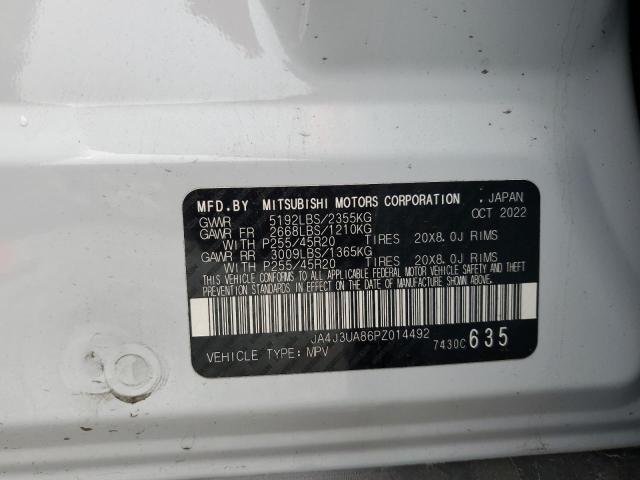 MFD.BY MITSUBISHI MOTORS CORPORATION , JAPAN
GVWR 5192LBS/2355KG OCT 2022
GAWR FR 2668LBS/1210KG
WITH P255/45R20 TIRES 20X8.0J RIMS
GAWR RR 3009LBS/1365KG
WITH P255/45R20 TIRES 20X8.0J RIMS
THIS VEHICLE CONFORMS TO ALL APPLICABLE FEDERAL MOTOR VEHICLE SAFETY AND THEFT
PREVENTION STANDARDS IN EFFECT ON THE DATE OF MANUFACTURE SHOWN ABOVE.
JA4J3UA86PZ014492
VEHICLE TYPE: MPV 7430C 635